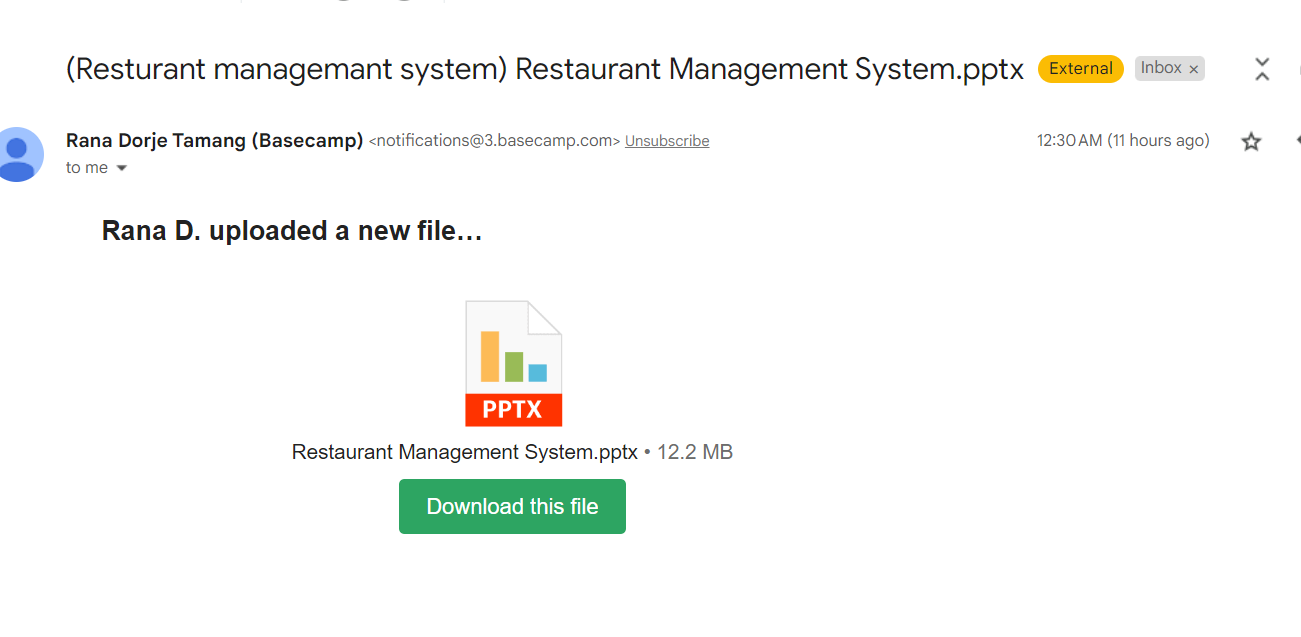 (Resturant managemant system) Restaurant Management System.pptx External Inbox ×
Rana Dorje Tamang (Basecamp) <notifications@3.basecamp.com> Unsubscribe 12:30 AM (11 hours ago)
to me
Rana D. uploaded a new file…
PPTX
Restaurant Management System.pptx • 12.2 MB
Download this file